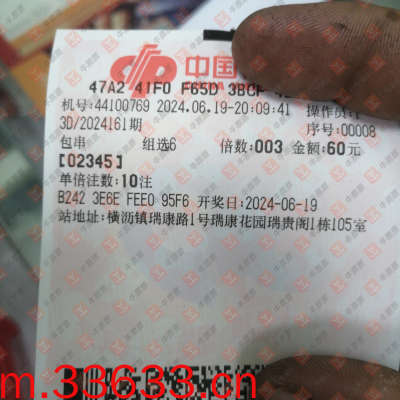 中国
47A2 41F0 F65D 3BCF
机号:44100769 2024.06.19-20:09:41 操作员:1
3D/2024161期 序号:00008
包串 组选6 倍数:003 金额:60元
[02345]
单倍注数:10注
B242 3E6E FEE0 95F6 开奖日:2024-06-19
站地址:横沥镇瑞康路1号瑞康花园瑞贵阁1栋105室
m.33633.cn